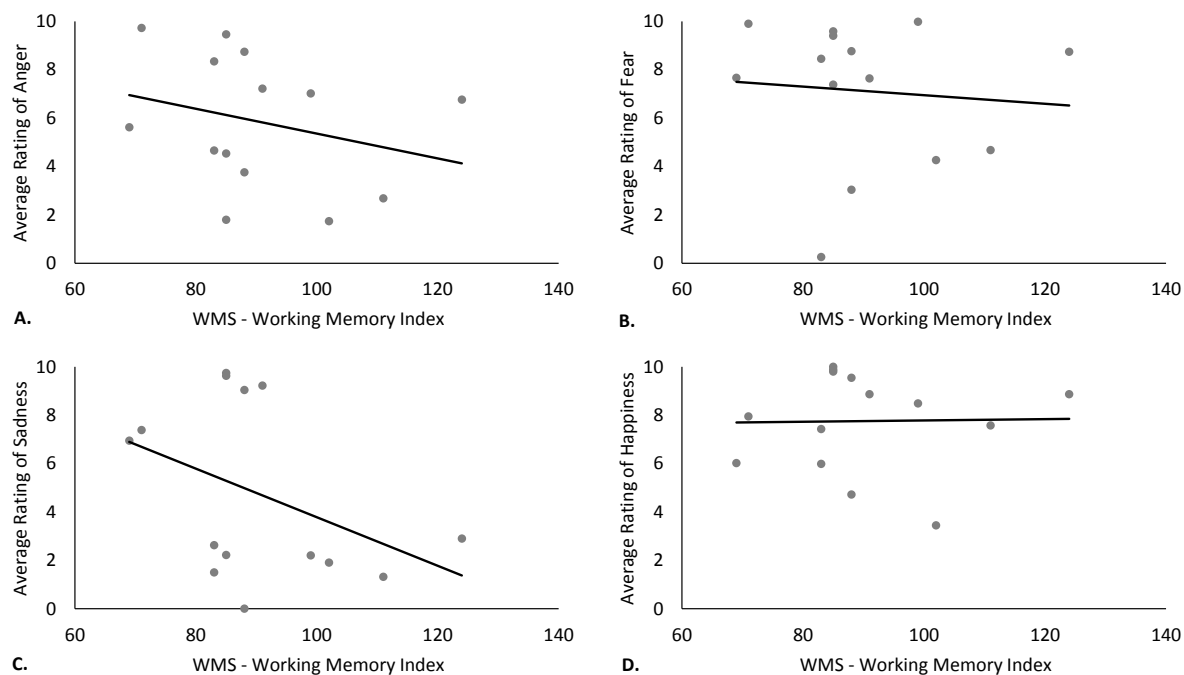 Average Rating of Anger
10
8
6
4
2
0
60 80 100 120 140
WMS - Working Memory Index
A.
Average Rating of Fear
10
8
6
4
2
0
60 80 100 120 140
WMS - Working Memory Index
B.
Average Rating of Sadness
10
8
6
4
2
0
60 80 100 120 140
WMS - Working Memory Index
C.
Average Rating of Happiness
10
8
6
4
2
0
60 80 100 120 140
WMS - Working Memory Index
D.